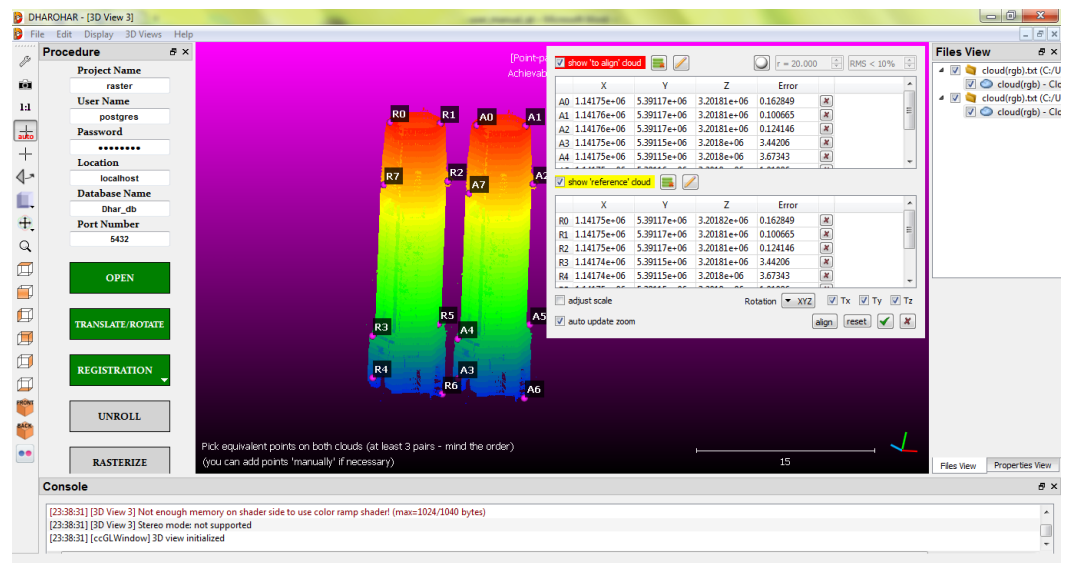 DHAROHAR - [3D View 3]
File Edit Display 3D Views Help
Procedure
Project Name
raster
User Name
postgres
Password
••••••••
Location
localhost
Database Name
Dhar_db
Port Number
5432
OPEN
TRANSLATE/ROTATE
REGISTRATION
UNROLL
RASTERIZE
1:1
auto
FRONT
BACK
[Point-pa
Achievab
R0 R1 A0 A1
R7 R2 A7 A2
R3 R5 A4 A5
R4 R6 A3 A6
Pick equivalent points on both clouds (at least 3 pairs - mind the order)
(you can add points 'manually' if necessary)
15
show 'to align' cloud r = 20.000 RMS < 10%
X Y Z Error
A0 1.14175e+06 5.39117e+06 3.20181e+06 0.162849
A1 1.14176e+06 5.39117e+06 3.20181e+06 0.100665
A2 1.14176e+06 5.39117e+06 3.20181e+06 0.124146
A3 1.14175e+06 5.39115e+06 3.2018e+06 3.44206
A4 1.14175e+06 5.39115e+06 3.2018e+06 3.67343
show 'reference' cloud
X Y Z Error
R0 1.14175e+06 5.39117e+06 3.20182e+06 0.162849
R1 1.14175e+06 5.39117e+06 3.20181e+06 0.100665
R2 1.14175e+06 5.39117e+06 3.20181e+06 0.124146
R3 1.14174e+06 5.39115e+06 3.2018e+06 3.44206
R4 1.14174e+06 5.39115e+06 3.2018e+06 3.67343
adjust scale Rotation XYZ Tx Ty Tz
auto update zoom align reset
Files View
cloud(rgb).txt (C:/U
cloud(rgb) - Clo
cloud(rgb).txt (C:/U
cloud(rgb) - Clo
Files View Properties View
Console
[23:38:31] [3D View 3] Not enough memory on shader side to use color ramp shader! (max=1024/1040 bytes)
[23:38:31] [3D View 3] Stereo mode: not supported
[23:38:31] [ccGLWindow] 3D view initialized